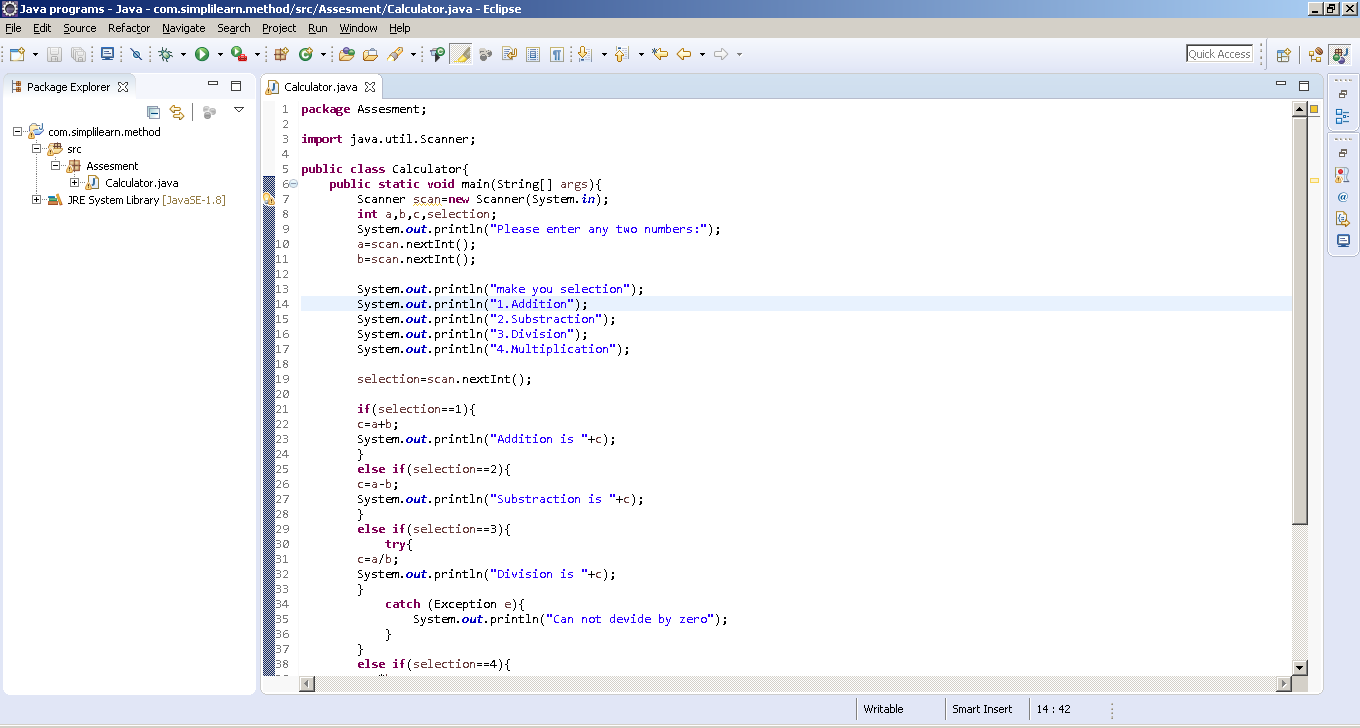 Java programs - Java - com.simplilearn.method/src/Assesment/Calculator.java - Eclipse
File Edit Source Refactor Navigate Search Project Run Window Help
Quick Access
Package Explorer
com.simplilearn.method
src
Assesment
Calculator.java
JRE System Library [JavaSE-1.8]
Calculator.java
1 package Assesment;
2
3 import java.util.Scanner;
4
5 public class Calculator{
6 public static void main(String[] args){
7 Scanner scan=new Scanner(System.in);
8 int a,b,c,selection;
9 System.out.println("Please enter any two numbers:");
10 a=scan.nextInt();
11 b=scan.nextInt();
12
13 System.out.println("make you selection");
14 System.out.println("1.Addition");
15 System.out.println("2.Substraction");
16 System.out.println("3.Division");
17 System.out.println("4.Multiplication");
18
19 selection=scan.nextInt();
20
21 if(selection==1){
22 c=a+b;
23 System.out.println("Addition is "+c);
24 }
25 else if(selection==2){
26 c=a-b;
27 System.out.println("Substraction is "+c);
28 }
29 else if(selection==3){
30 try{
31 c=a/b;
32 System.out.println("Division is "+c);
33 }
34 catch (Exception e){
35 System.out.println("Can not devide by zero");
36 }
37 }
38 else if(selection==4){
Writable Smart Insert 14 : 42